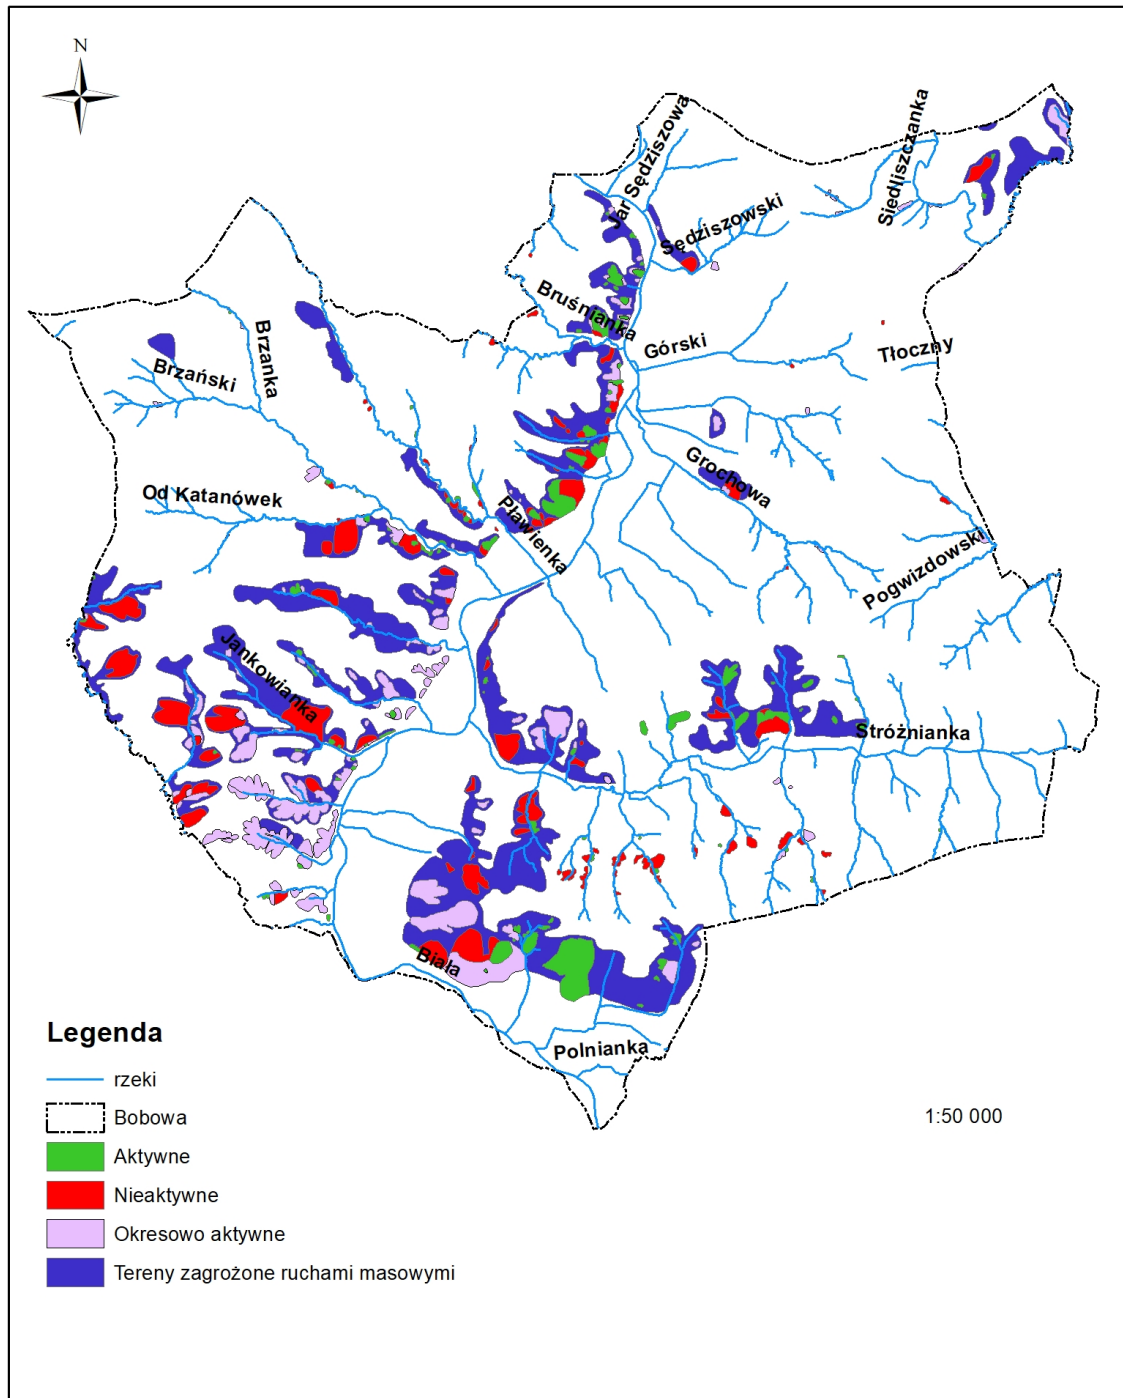 N
Jar Sędziszowa
Siedliszczanka
Sędziszowski
Bruśnianka
Górski
Tłoczny
Brzanka
Brzański
Grochowa
Od Katanówek
Pławienka
Pogwizdowski
Jankowianka
Stróżnianka
Biała
Polnianka
Legenda
rzeki
Bobowa
1:50 000
Aktywne
Nieaktywne
Okresowo aktywne
Tereny zagrożone ruchami masowymi